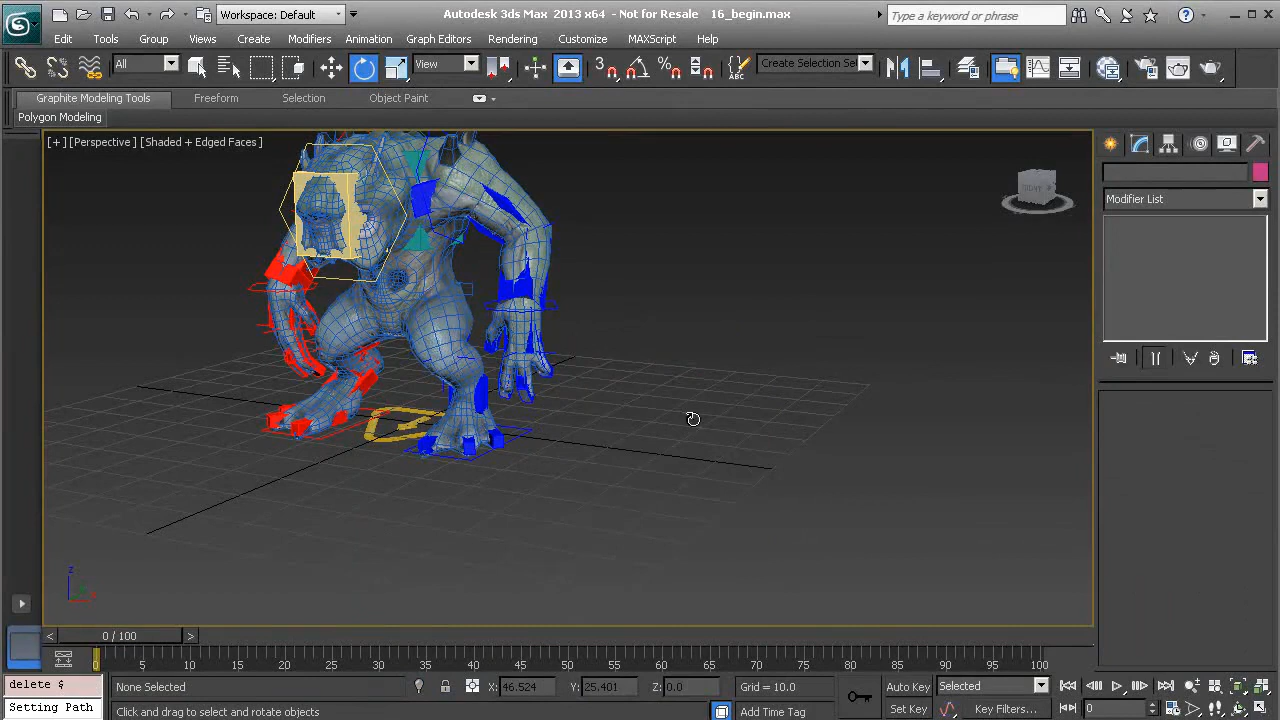 Workspace: Default
Autodesk 3ds Max 2013 x64 - Not for Resale 16_begin.max
Type a keyword or phrase
Edit Tools Group Views Create Modifiers Animation Graph Editors Rendering Customize MAXScript Help
All View 3 Create Selection Se
Graphite Modeling Tools Freeform Selection Object Paint
Polygon Modeling
[+] [Perspective] [Shaded + Edged Faces]
Modifier List
z
0 / 100
0 5 10 15 20 25 30 35 40 45 50 55 60 65 70 75 80 85 90 95 100
delete $ None Selected X: 46.524 Y: 25.401 Z: 0.0 Grid = 10.0 Auto Key Selected
Setting Path Click and drag to select and rotate objects Add Time Tag Set Key Key Filters... 0